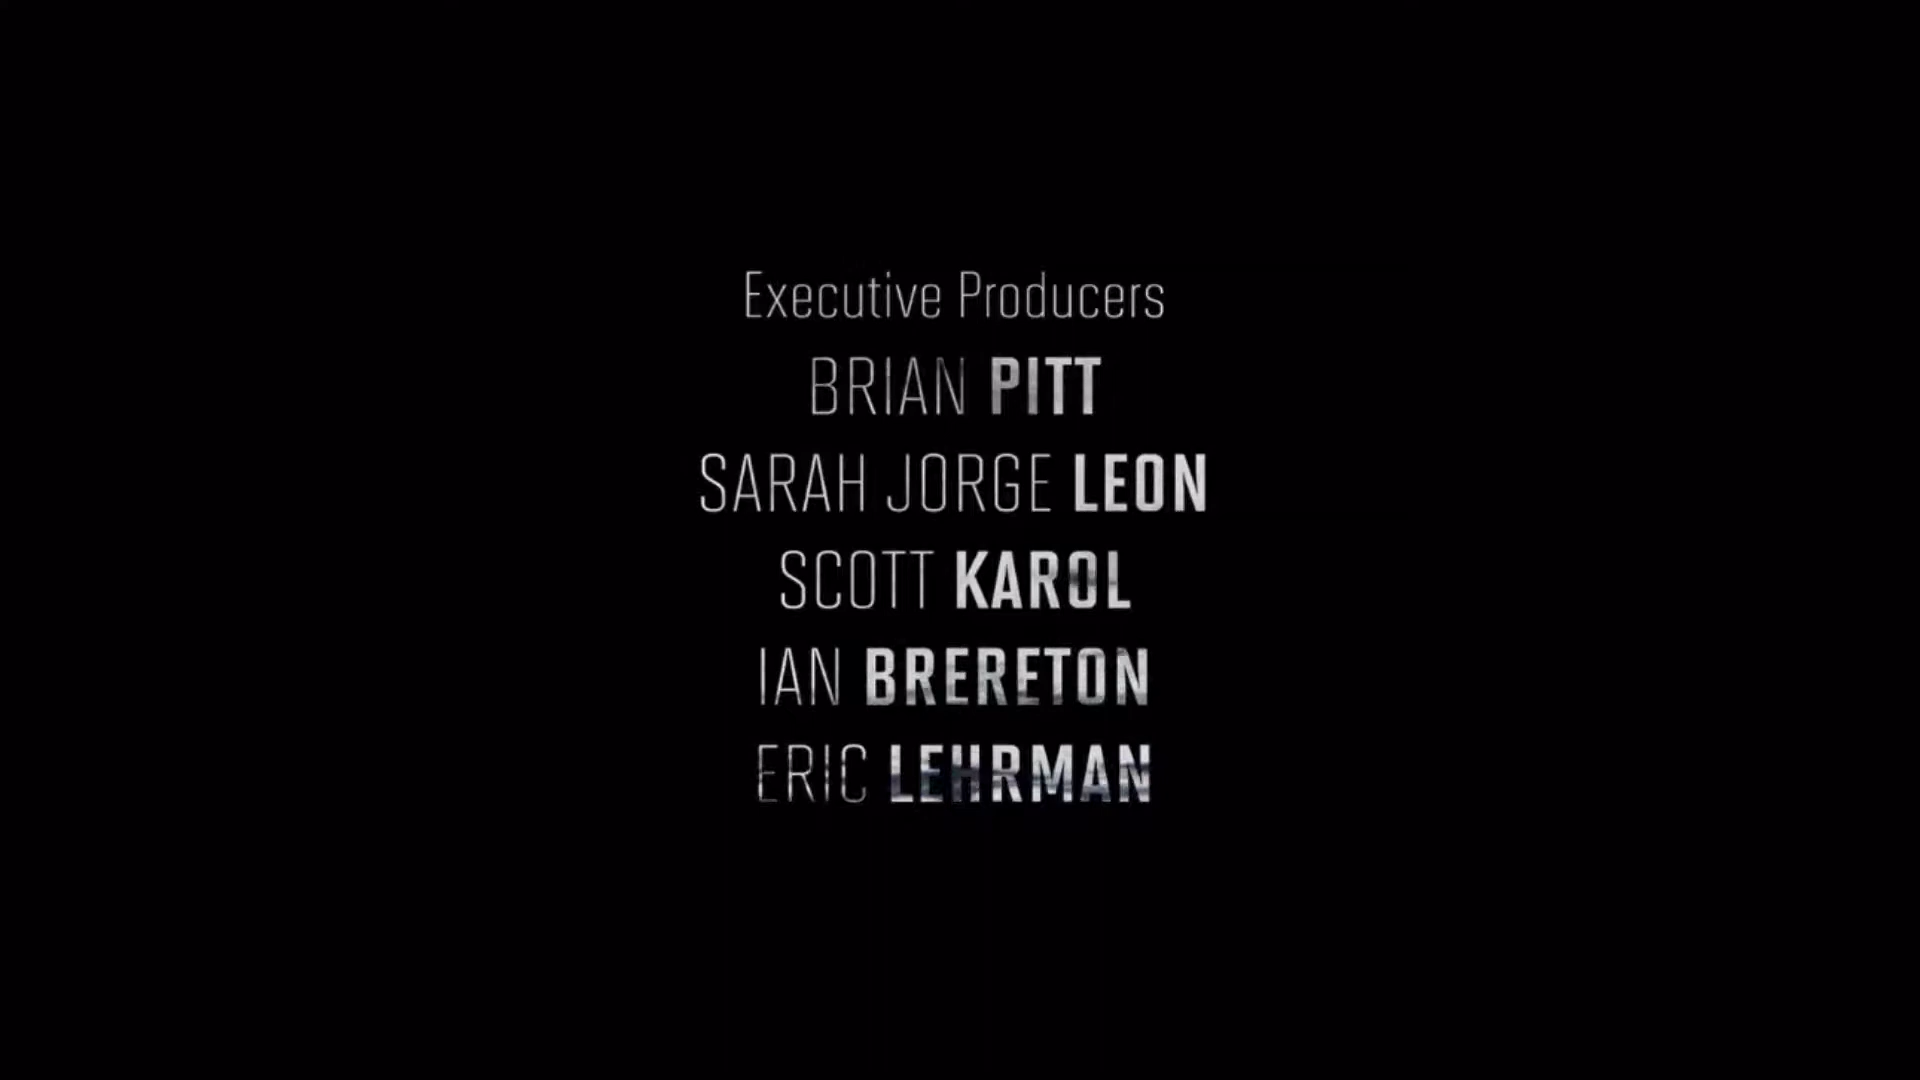 Executive Producers
BRIAN PITT
SARAH JORGE LEON
SCOTT KAROL
IAN BRERETON
ERIC LEHRMAN